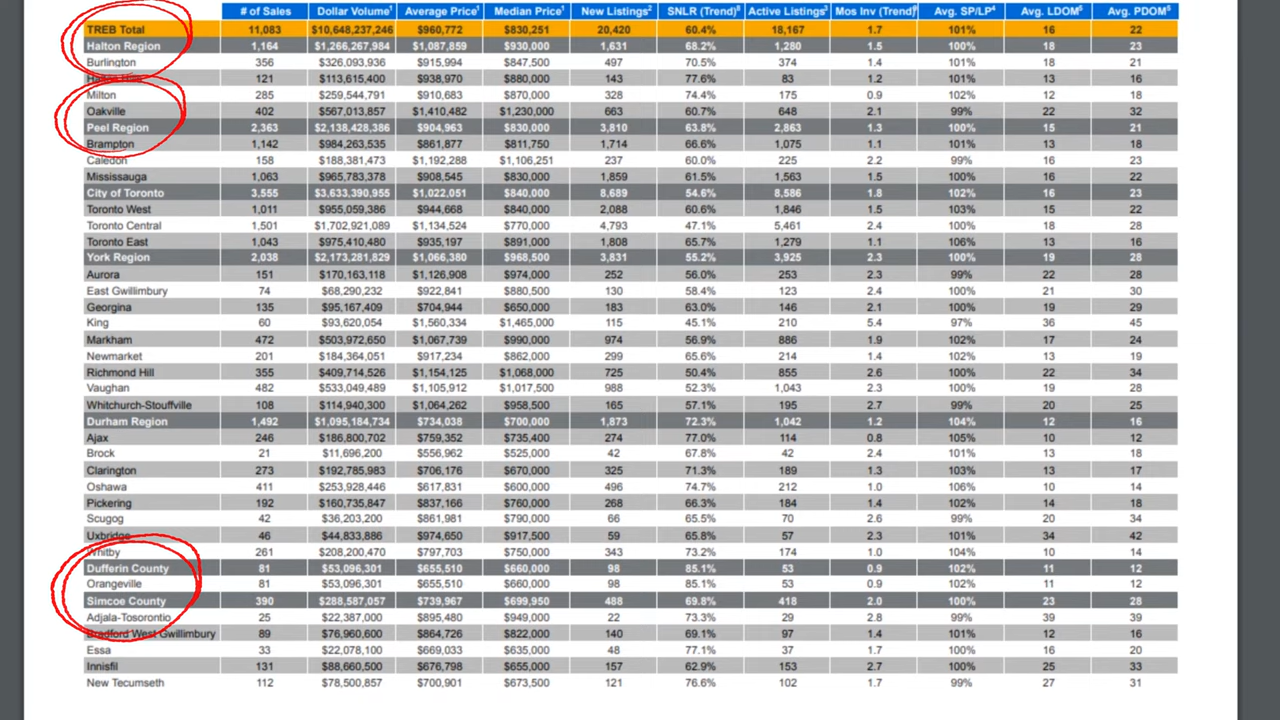 # of Sales Dollar Volume¹ Average Price¹ Median Price¹ New Listings² SNLR (Trend)⁸ Active Listings³ Mos Inv (Trend)⁹ Avg. SP/LP⁴ Avg. LDOM⁵ Avg. PDOM⁵
TREB Total 11,083 $10,648,237,246 $960,772 $830,251 20,420 60.4% 18,167 1.7 101% 16 22
Halton Region 1,164 $1,266,267,984 $1,087,859 $930,000 1,631 68.2% 1,280 1.5 100% 18 23
Burlington 356 $326,093,936 $915,994 $847,500 497 70.5% 374 1.4 101% 18 21
121 $113,615,400 $938,970 $880,000 143 77.6% 83 1.2 101% 13 16
Milton 285 $259,544,791 $910,683 $870,000 328 74.4% 175 0.9 102% 12 18
Oakville 402 $567,013,857 $1,410,482 $1,230,000 663 60.7% 648 2.1 99% 22 32
Peel Region 2,363 $2,138,428,386 $904,963 $830,000 3,810 63.8% 2,863 1.3 100% 15 21
Brampton 1,142 $984,263,535 $861,877 $811,750 1,714 66.6% 1,075 1.1 101% 13 18
Caledon 158 $188,381,473 $1,192,288 $1,106,251 237 60.0% 225 2.2 99% 16 23
Mississauga 1,063 $965,783,378 $908,545 $830,000 1,859 61.5% 1,563 1.5 100% 16 22
City of Toronto 3,555 $3,633,390,955 $1,022,051 $840,000 8,689 54.6% 8,586 1.8 102% 16 23
Toronto West 1,011 $955,059,386 $944,668 $840,000 2,088 60.6% 1,846 1.5 103% 15 22
Toronto Central 1,501 $1,702,921,089 $1,134,524 $770,000 4,793 47.1% 5,461 2.4 100% 18 28
Toronto East 1,043 $975,410,480 $935,197 $891,000 1,808 65.7% 1,279 1.1 106% 13 16
York Region 2,038 $2,173,281,829 $1,066,380 $968,500 3,831 55.2% 3,925 2.3 100% 19 28
Aurora 151 $170,163,118 $1,126,908 $974,000 252 56.0% 253 2.3 99% 22 28
East Gwillimbury 74 $68,290,232 $922,841 $880,500 130 58.4% 123 2.4 100% 21 30
Georgina 135 $95,167,409 $704,944 $650,000 183 63.0% 146 2.1 100% 19 29
King 60 $93,620,054 $1,560,334 $1,465,000 115 45.1% 210 5.4 97% 36 45
Markham 472 $503,972,650 $1,067,739 $990,000 974 56.9% 886 1.9 102% 17 24
Newmarket 201 $184,364,051 $917,234 $862,000 299 65.6% 214 1.4 102% 13 19
Richmond Hill 355 $409,714,526 $1,154,125 $1,068,000 725 50.4% 855 2.6 100% 22 34
Vaughan 482 $533,049,489 $1,105,912 $1,017,500 988 52.3% 1,043 2.3 100% 19 28
Whitchurch-Stouffville 108 $114,940,300 $1,064,262 $958,500 165 57.1% 195 2.7 99% 20 25
Durham Region 1,492 $1,095,184,734 $734,038 $700,000 1,873 72.3% 1,042 1.2 104% 12 16
Ajax 246 $186,800,702 $759,352 $735,400 274 77.0% 114 0.8 105% 10 12
Brock 21 $11,696,200 $556,962 $525,000 42 67.8% 42 2.4 101% 13 18
Clarington 273 $192,785,983 $706,176 $670,000 325 71.3% 189 1.3 103% 13 17
Oshawa 411 $253,928,446 $617,831 $600,000 496 74.7% 212 1.0 106% 10 14
Pickering 192 $160,735,847 $837,166 $760,000 268 66.3% 184 1.4 102% 14 18
Scugog 42 $36,203,200 $861,981 $790,000 66 65.5% 70 2.6 99% 20 34
Uxbridge 46 $44,833,886 $974,650 $917,500 59 65.8% 57 2.3 101% 34 42
Whitby 261 $208,200,470 $797,703 $750,000 343 73.2% 174 1.0 104% 10 14
Dufferin County 81 $53,096,301 $655,510 $660,000 98 85.1% 53 0.9 102% 11 12
Orangeville 81 $53,096,301 $655,510 $660,000 98 85.1% 53 0.9 102% 11 12
Simcoe County 390 $288,587,057 $739,967 $699,950 488 69.8% 418 2.0 100% 23 28
Adjala-Tosorontio 25 $22,387,000 $895,480 $949,000 22 73.3% 29 2.8 99% 39 39
Bradford West Gwillimbury 89 $76,960,600 $864,726 $822,000 140 69.1% 97 1.4 101% 12 16
Essa 33 $22,078,100 $669,033 $635,000 48 77.1% 37 1.7 100% 16 20
Innisfil 131 $88,660,500 $676,798 $655,000 157 62.9% 153 2.7 100% 25 33
New Tecumseth 112 $78,500,857 $700,901 $673,500 121 76.6% 102 1.7 99% 27 31